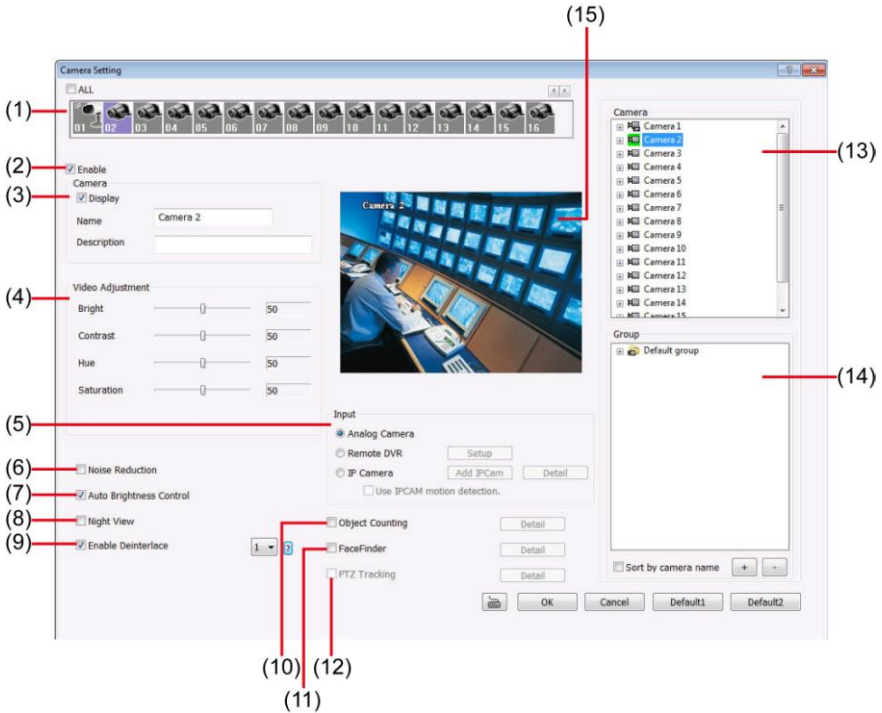 (15)
Camera Setting
ALL
(1)
IP
01 02 03 04 05 06 07 08 09 10 11 12 13 14 15 16
(2)
Enable
Camera
(3)
Display
Name
Camera 2
Description
(4)
Video Adjustment
Bright
50
Contrast
50
Hue
50
Saturation
50
Camera 2
(5)
Input
Analog Camera
Remote DVR
Setup
IP Camera
Add IPCam
Detail
Use IPCAM motion detection.
(6)
Noise Reduction
(7)
Auto Brightness Control
(8)
Night View
(9)
Enable Deinterlace
1
?
Object Counting
Detail
FaceFinder
Detail
PTZ Tracking
Detail
Camera
Camera 1
Camera 2
Camera 3
Camera 4
Camera 5
Camera 6
Camera 7
Camera 8
Camera 9
Camera 10
Camera 11
Camera 12
Camera 13
Camera 14
Camera 15
(13)
Group
Default group
(14)
Sort by camera name
+
-
OK
Cancel
Default1
Default2
(10)
(12)
(11)